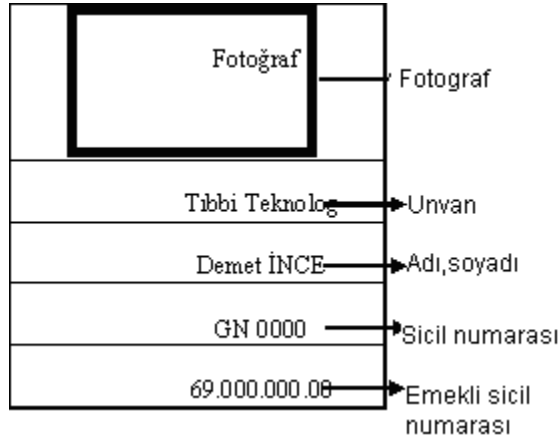 Fotoğraf
Fotograf
Tıbbi Teknolog
Unvan
Demet İNCE
Adı,soyadı
GN 0000
Sicil numarası
69.000.000.00
Emekli sicil
numarası